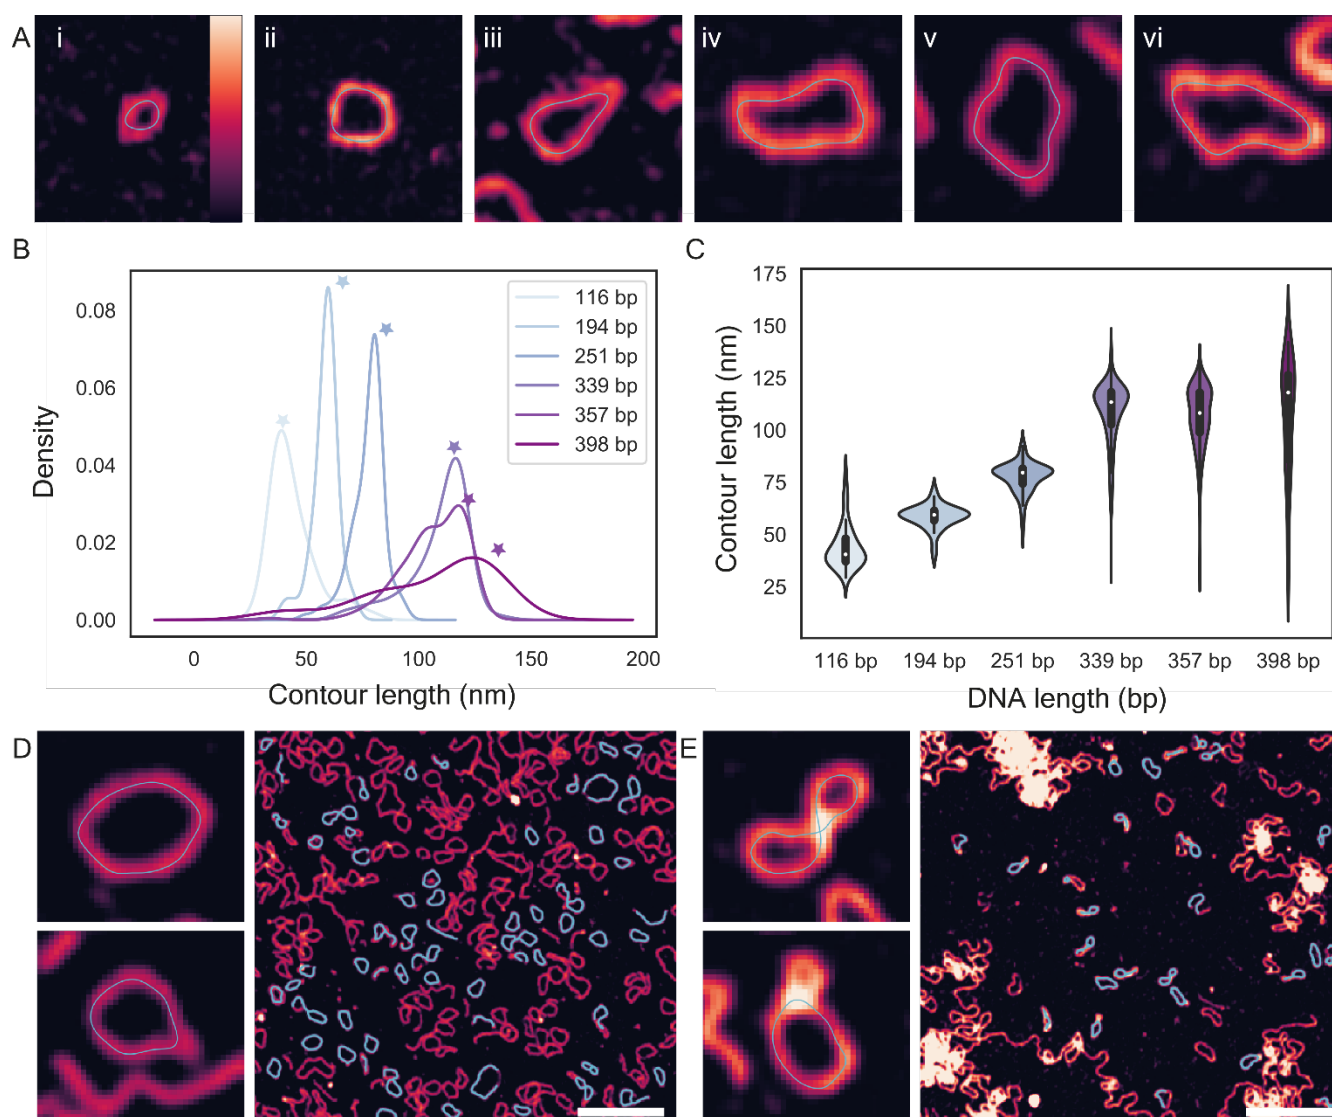 A
i
ii
iii
iv
v
vi
B
0.08
0.06
0.04
0.02
0.00
Density
0 50 100 150 200
Contour length (nm)
116 bp
194 bp
251 bp
339 bp
357 bp
398 bp
C
175
150
125
100
75
50
25
Contour length (nm)
116 bp 194 bp 251 bp 339 bp 357 bp 398 bp
DNA length (bp)
D
E